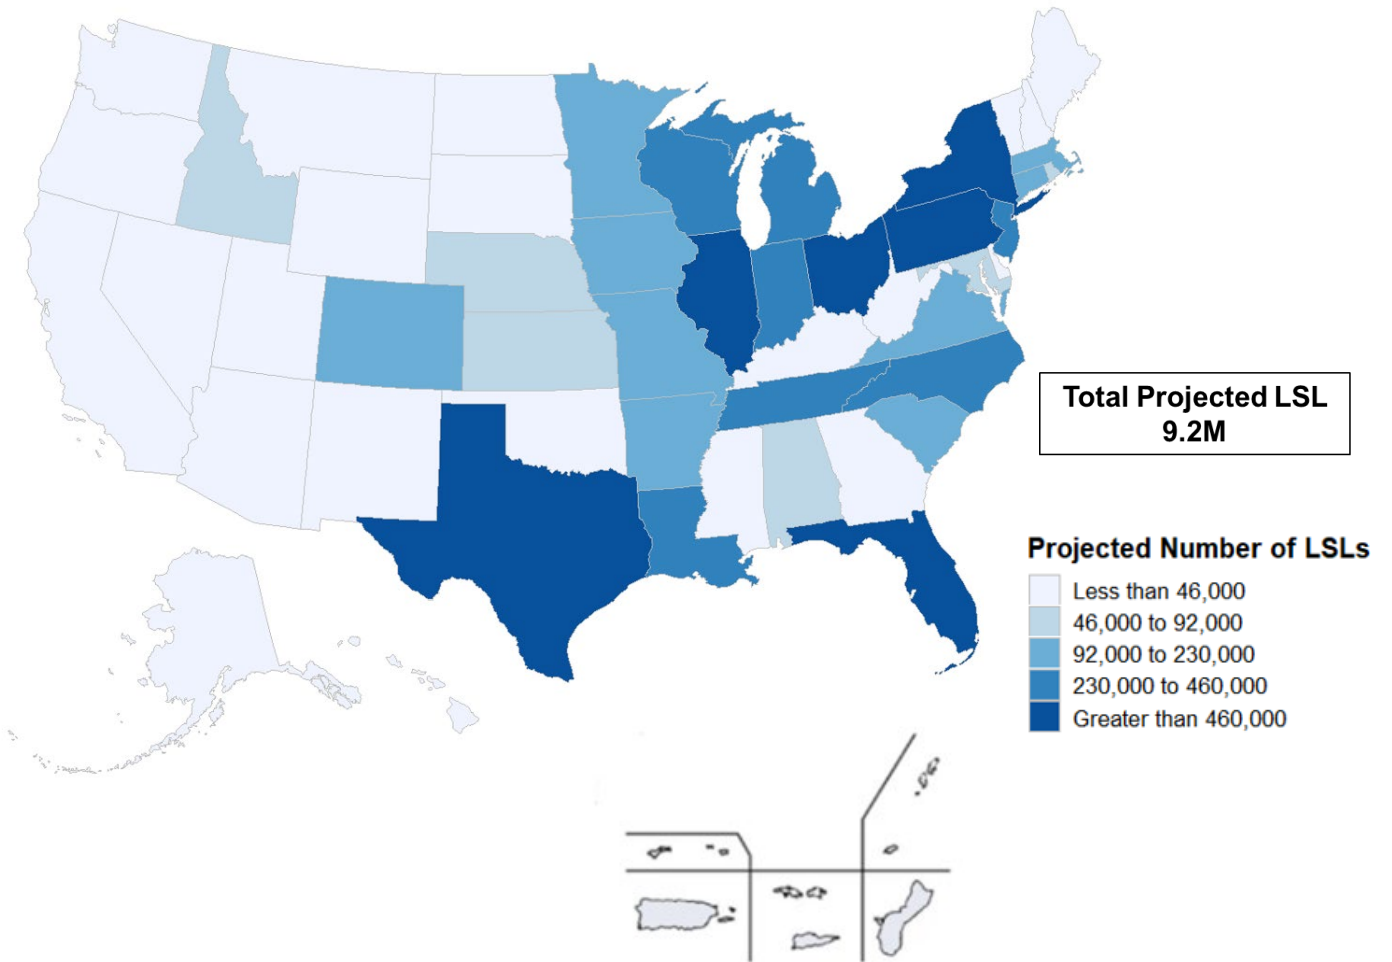 Total Projected LSL
9.2M
Projected Number of LSLs
Less than 46,000
46,000 to 92,000
92,000 to 230,000
230,000 to 460,000
Greater than 460,000